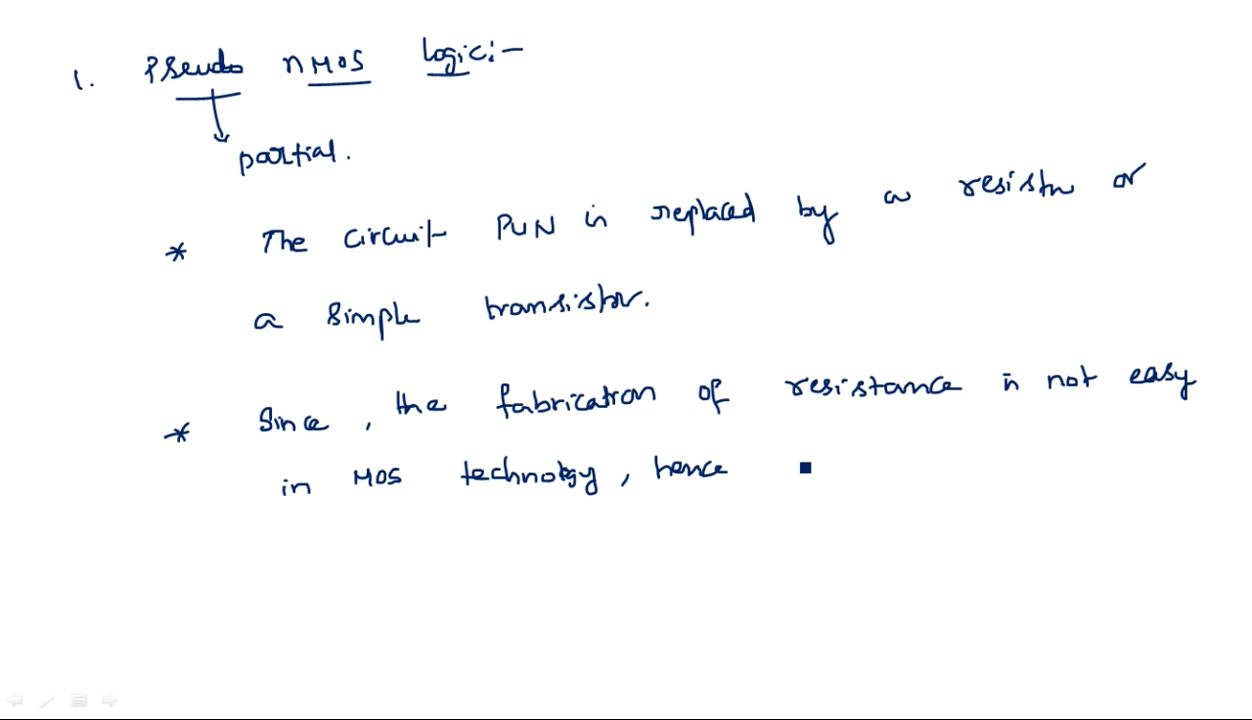 1. Pseudo nMOS logic:-
partial.
* The circuit PUN is replaced by a resistor or
a simple transistor.
* Since, the fabrication of resistance is not easy
in MOS technology, hence